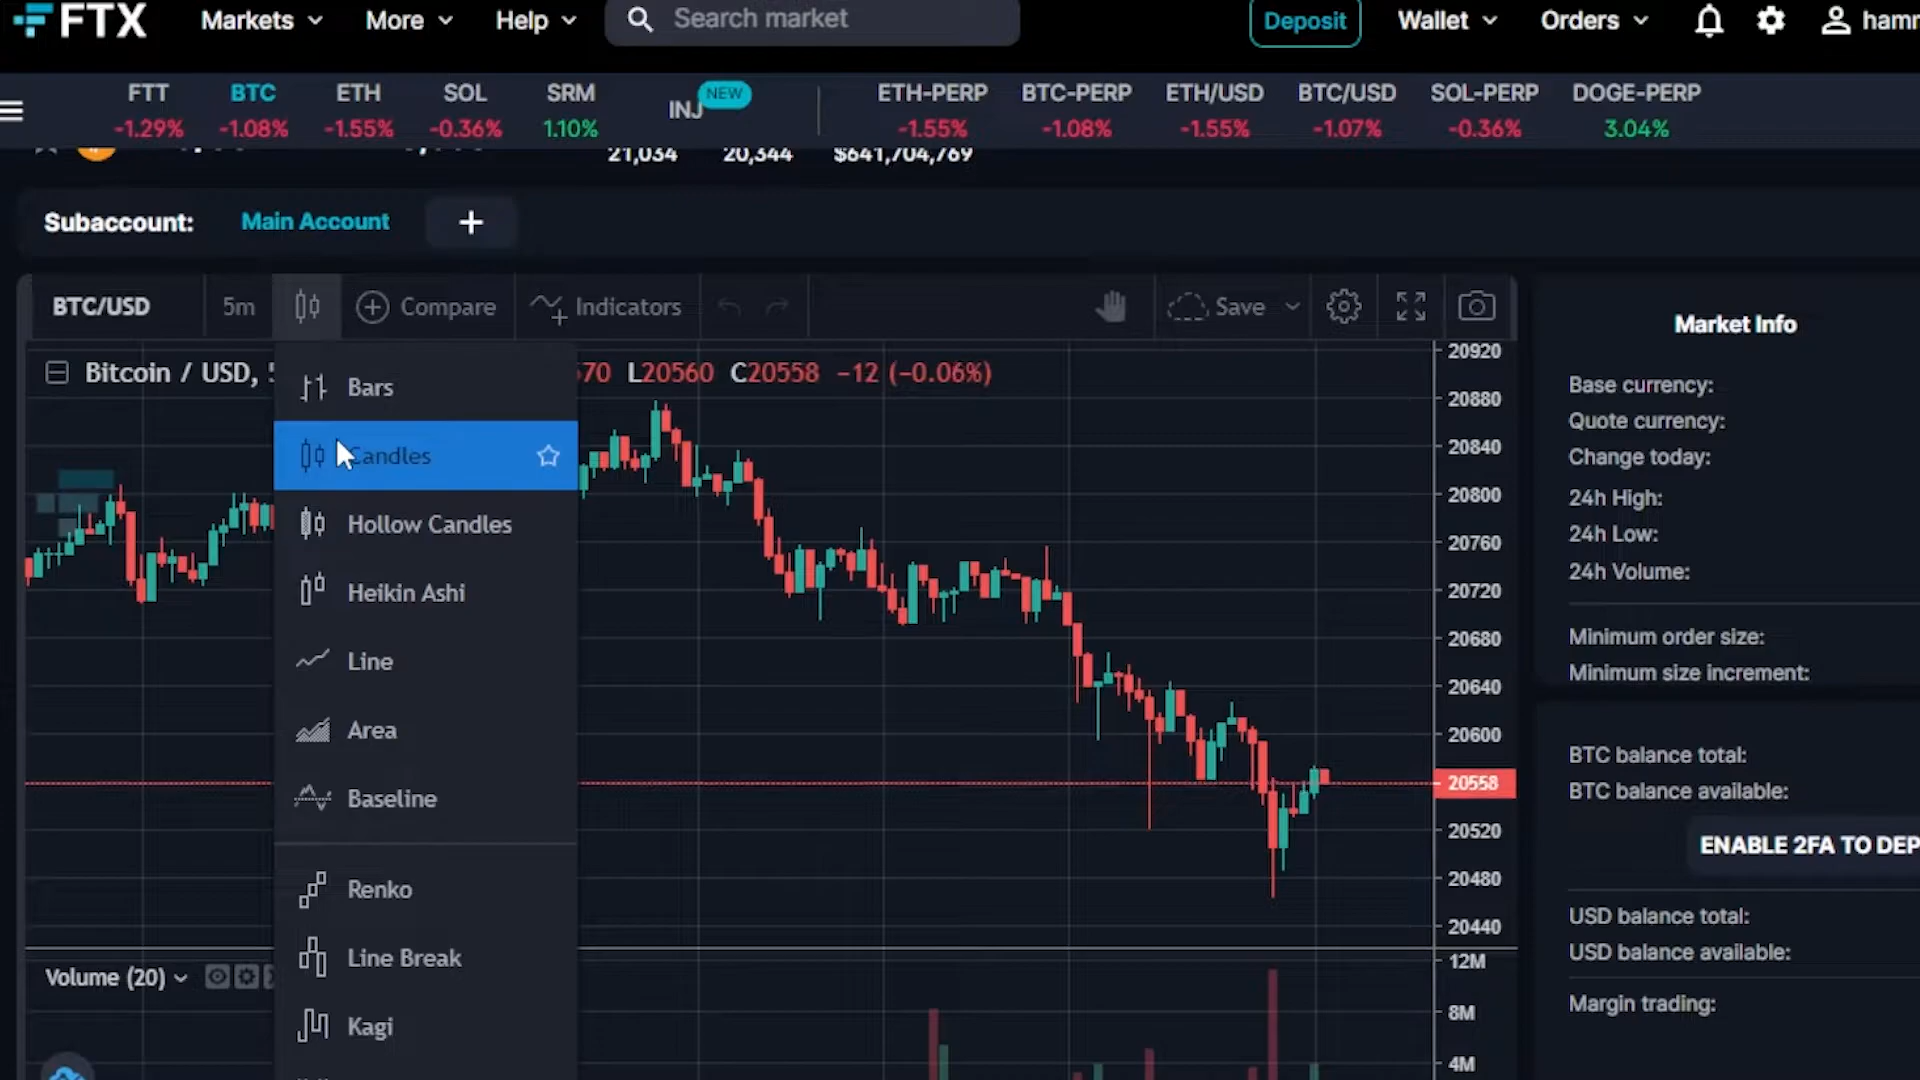 FTX Markets More Help Search market Deposit Wallet Orders
FTT BTC ETH SOL SRM INJ NEW ETH-PERP BTC-PERP ETH/USD BTC/USD SOL-PERP DOGE-PERP
-1.29% -1.08% -1.55% -0.36% 1.10% -1.55% -1.08% -1.55% -1.07% -0.36% 3.04%
21,034 20,344 $641,704,769
Subaccount: Main Account +
BTC/USD 5m Compare Indicators Save
Bitcoin / USD, L20560 C20558 −12 (−0.06%)
Bars
Candles
Hollow Candles
Heikin Ashi
Line
Area
Baseline
Renko
Line Break
Kagi
Volume (20)
20920
20880
20840
20800
20760
20720
20680
20640
20600
20558
20520
20480
20440
12M
8M
4M
Market Info
Base currency:
Quote currency:
Change today:
24h High:
24h Low:
24h Volume:
Minimum order size:
Minimum size increment:
BTC balance total:
BTC balance available:
ENABLE 2FA TO DEP
USD balance total:
USD balance available:
Margin trading: